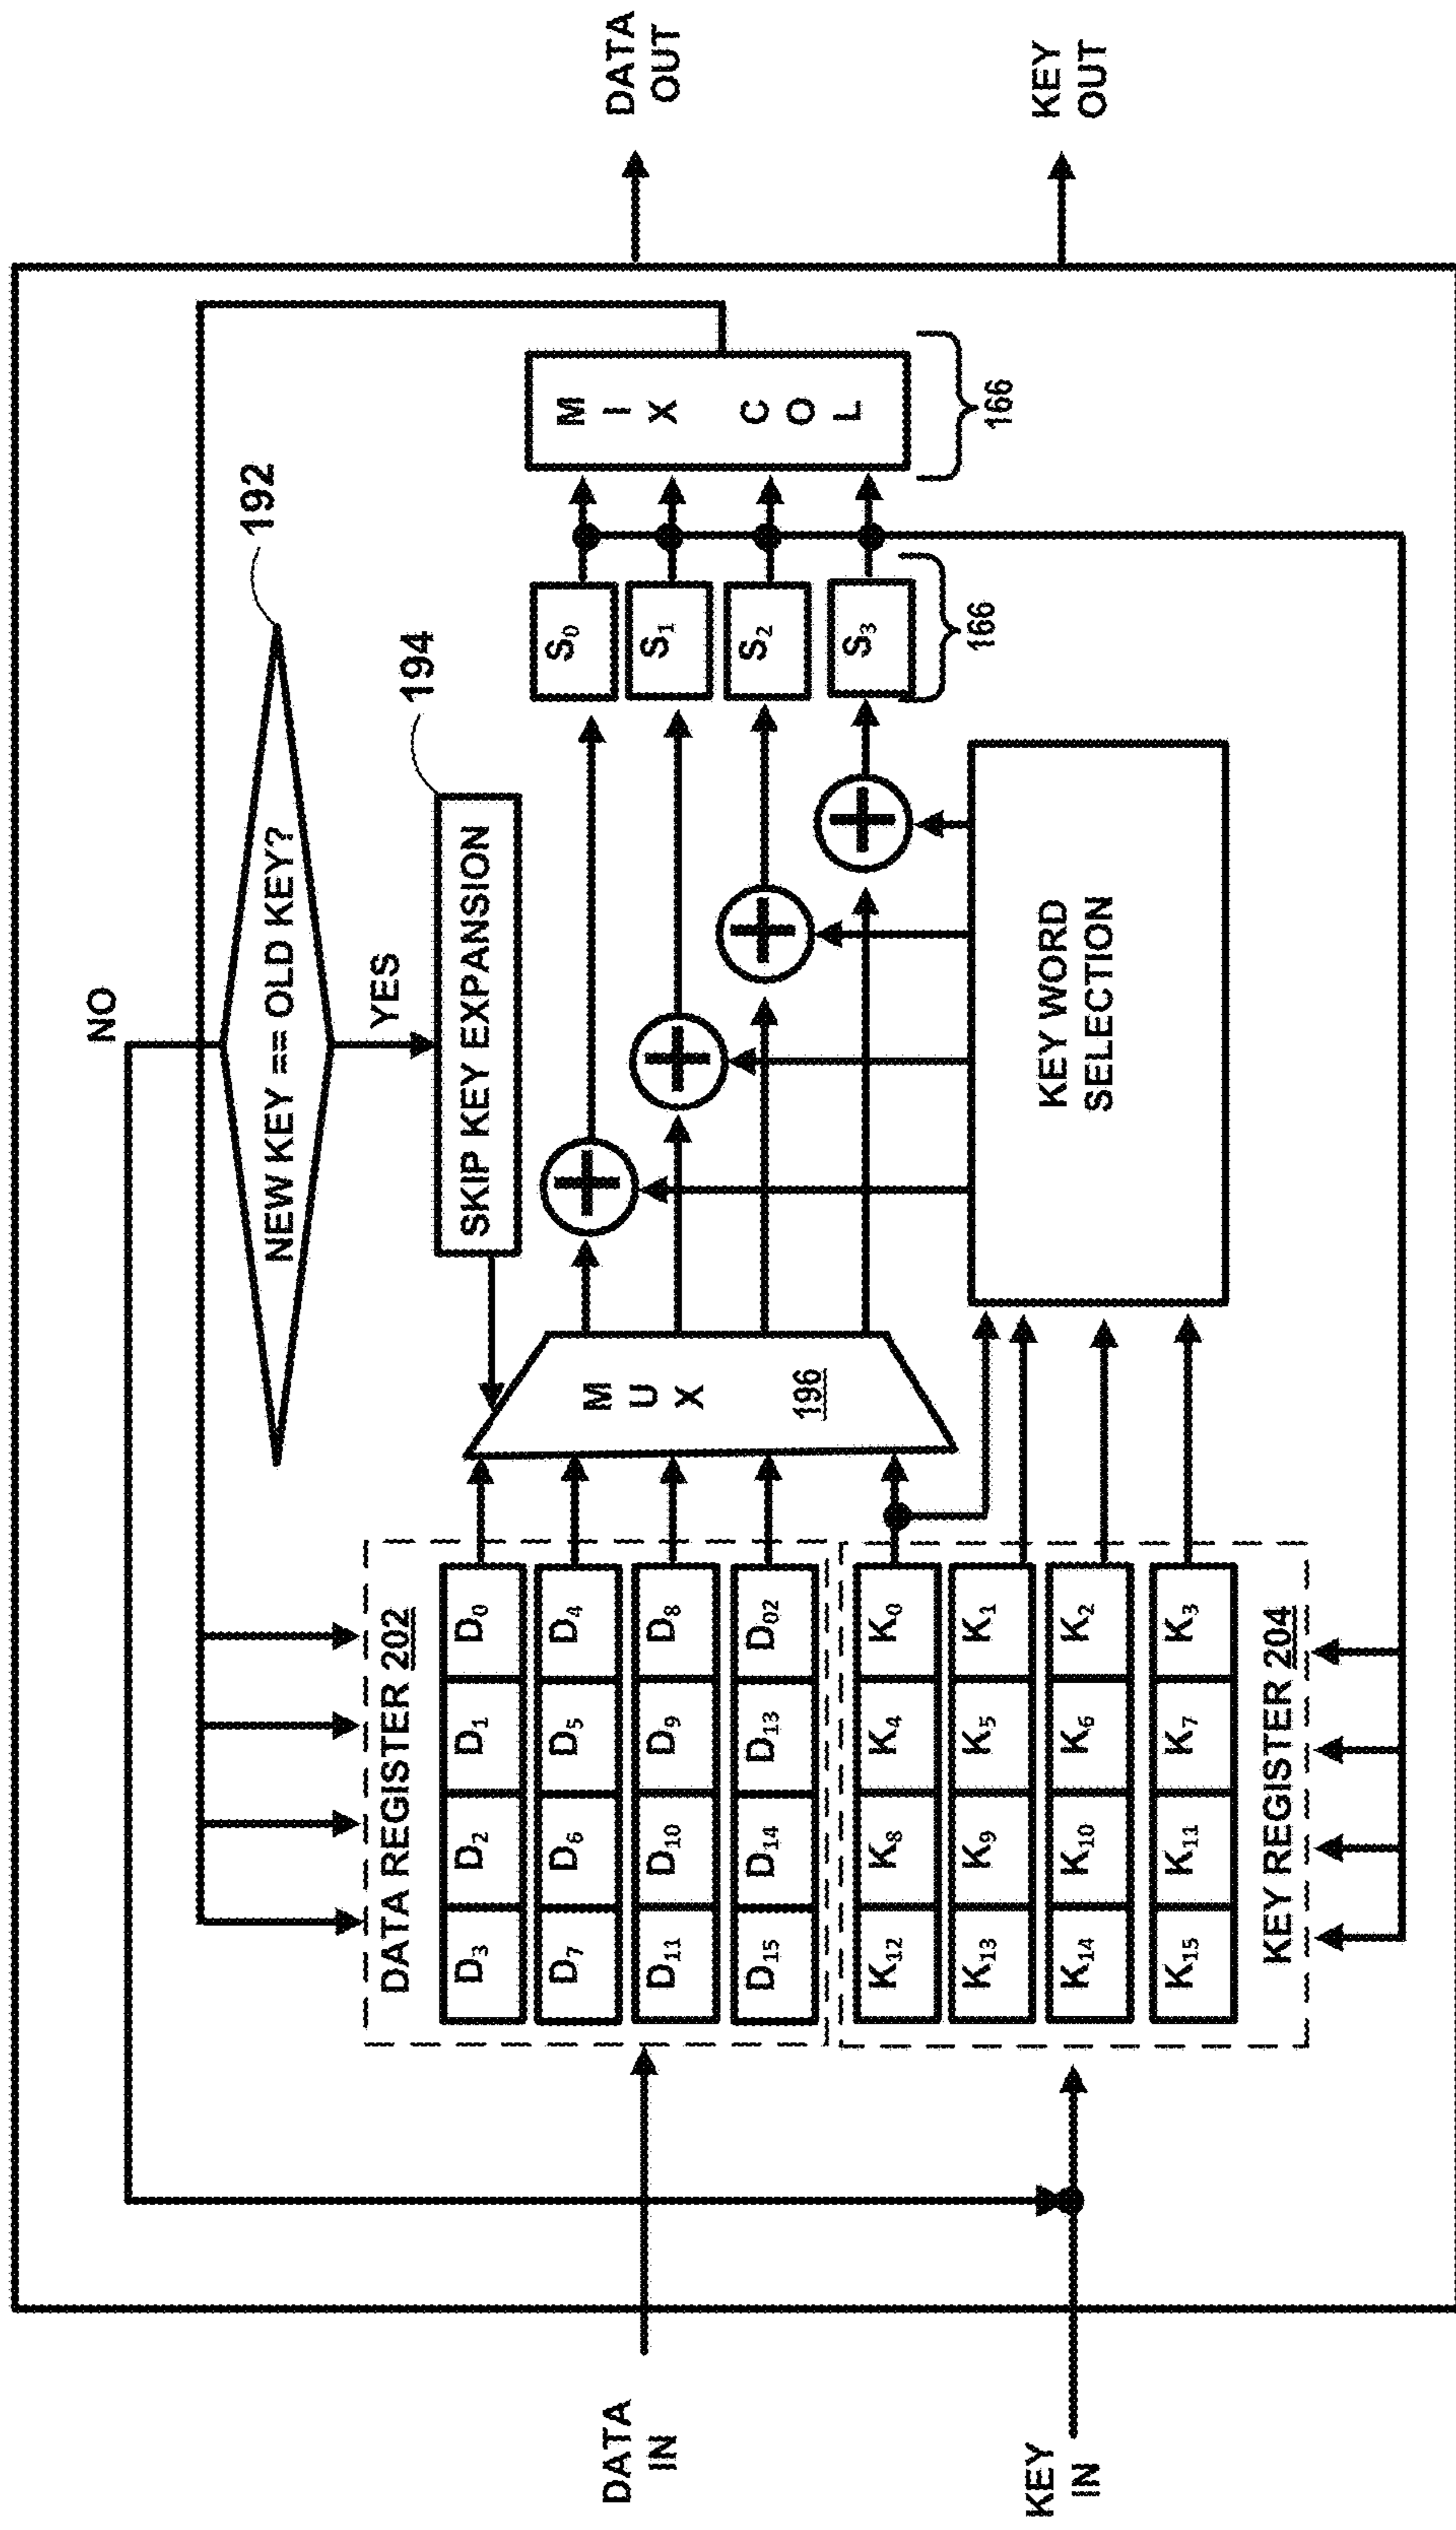 NO
NEW KEY == OLD KEY?
192
YES
SKIP KEY EXPANSION
194
DATA REGISTER 202
D3 D2 D1 D0
D7 D6 D5 D4
D11 D10 D9 D8
D15 D14 D13 D02
K12 K8 K4 K0
K13 K9 K5 K1
K14 K10 K6 K2
K15 K11 K7 K3
KEY REGISTER 204
DATA
IN
KEY
IN
M
U
X
196
KEY WORD
SELECTION
S0
S1
S2
S3
166
M
I
X
C
O
L
166
DATA
OUT
KEY
OUT